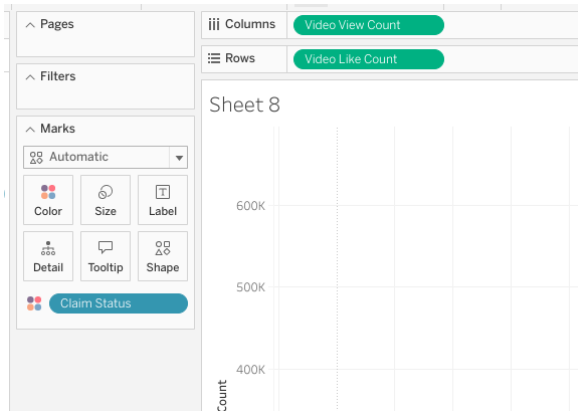 Pages
Columns
Video View Count
Rows
Video Like Count
Filters
Sheet 8
Marks
Automatic
Color
Size
Label
Detail
Tooltip
Shape
Claim Status
600K
500K
400K
Count